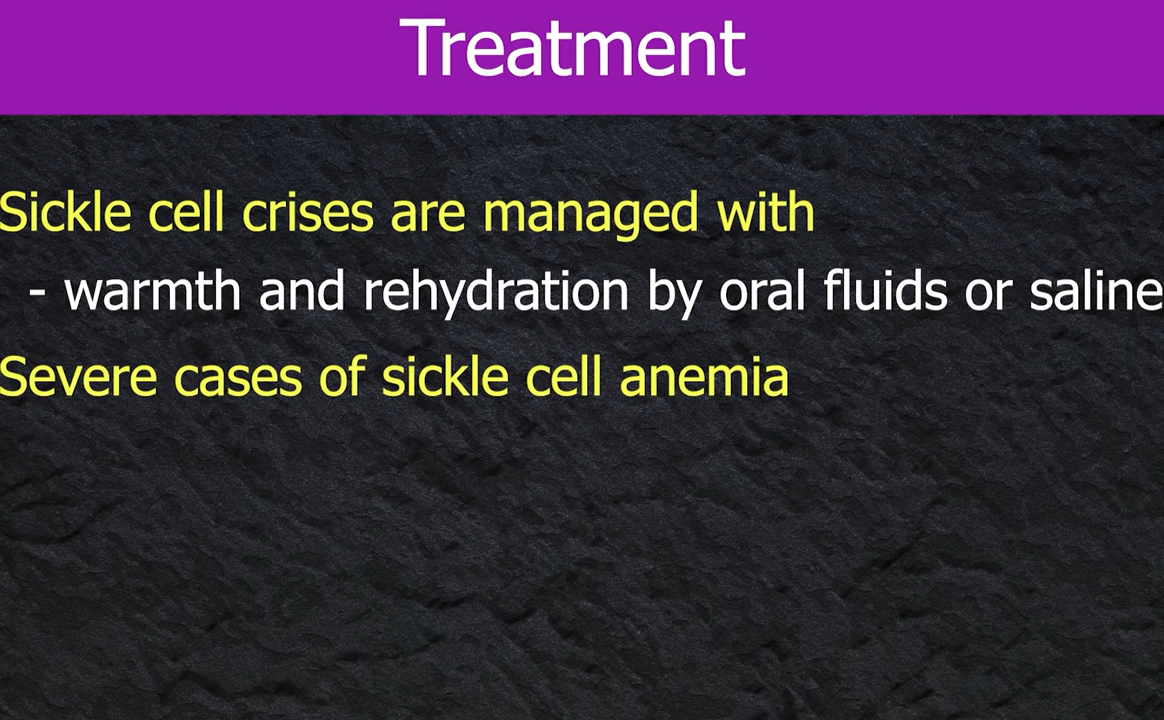 Treatment
Sickle cell crises are managed with
- warmth and rehydration by oral fluids or saline
Severe cases of sickle cell anemia